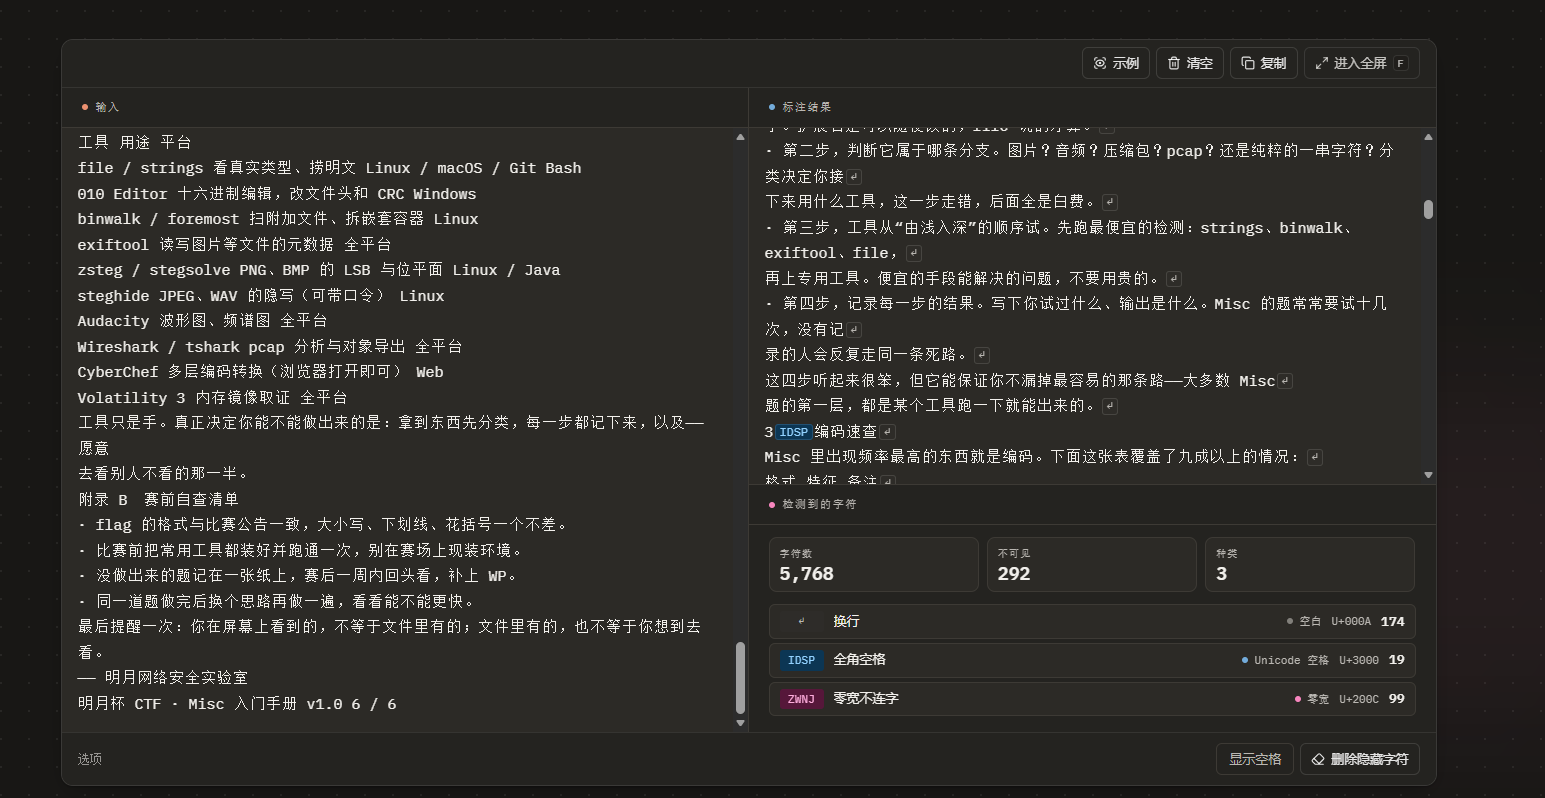 示例
清空
复制
进入全屏 F
输入
工具 用途 平台
file / strings 看真实类型、捞明文 Linux / macOS / Git Bash
010 Editor 十六进制编辑，改文件头和 CRC Windows
binwalk / foremost 扫附加文件、拆嵌套容器 Linux
exiftool 读写图片等文件的元数据 全平台
zsteg / stegsolve PNG、BMP 的 LSB 与位平面 Linux / Java
steghide JPEG、WAV 的隐写（可带口令） Linux
Audacity 波形图、频谱图 全平台
Wireshark / tshark pcap 分析与对象导出 全平台
CyberChef 多层编码转换（浏览器打开即可） Web
Volatility 3 内存镜像取证 全平台
工具只是手。真正决定你能不能做出来的是：拿到东西先分类，每一步都记下来，以及——
愿意
去看别人不看的那一半。
附录 B　赛前自查清单
· flag 的格式与比赛公告一致，大小写、下划线、花括号一个不差。
· 比赛前把常用工具都装好并跑通一次，别在赛场上现装环境。
· 没做出来的题记在一张纸上，赛后一周内回头看，补上 WP。
· 同一道题做完后换个思路再做一遍，看看能不能更快。
最后提醒一次：你在屏幕上看到的，不等于文件里有的；文件里有的，也不等于你想到去
看。
—— 明月网络安全实验室
明月杯 CTF · Misc 入门手册 v1.0 6 / 6
标注结果
· 第二步，判断它属于哪条分支。图片？音频？压缩包？pcap？还是纯粹的一串字符？分
类决定你接↵
下来用什么工具，这一步走错，后面全是白费。↵
· 第三步，工具从“由浅入深”的顺序试。先跑最便宜的检测：strings、binwalk、
exiftool、file，↵
再上专用工具。便宜的手段能解决的问题，不要用贵的。↵
· 第四步，记录每一步的结果。写下你试过什么、输出是什么。Misc 的题常常要试十几
次，没有记↵
录的人会反复走同一条死路。↵
这四步听起来很笨，但它能保证你不漏掉最容易的那条路——大多数 Misc↵
题的第一层，都是某个工具跑一下就能出来的。↵
3IDSP编码速查↵
Misc 里出现频率最高的东西就是编码。下面这张表覆盖了九成以上的情况：↵
格式 特征 备注↵
检测到的字符
字符数
5,768
不可见
292
种类
3
↵ 换行 空白 U+000A 174
IDSP 全角空格 Unicode 空格 U+3000 19
ZWNJ 零宽不连字 零宽 U+200C 99
选项
显示空格
删除隐藏字符